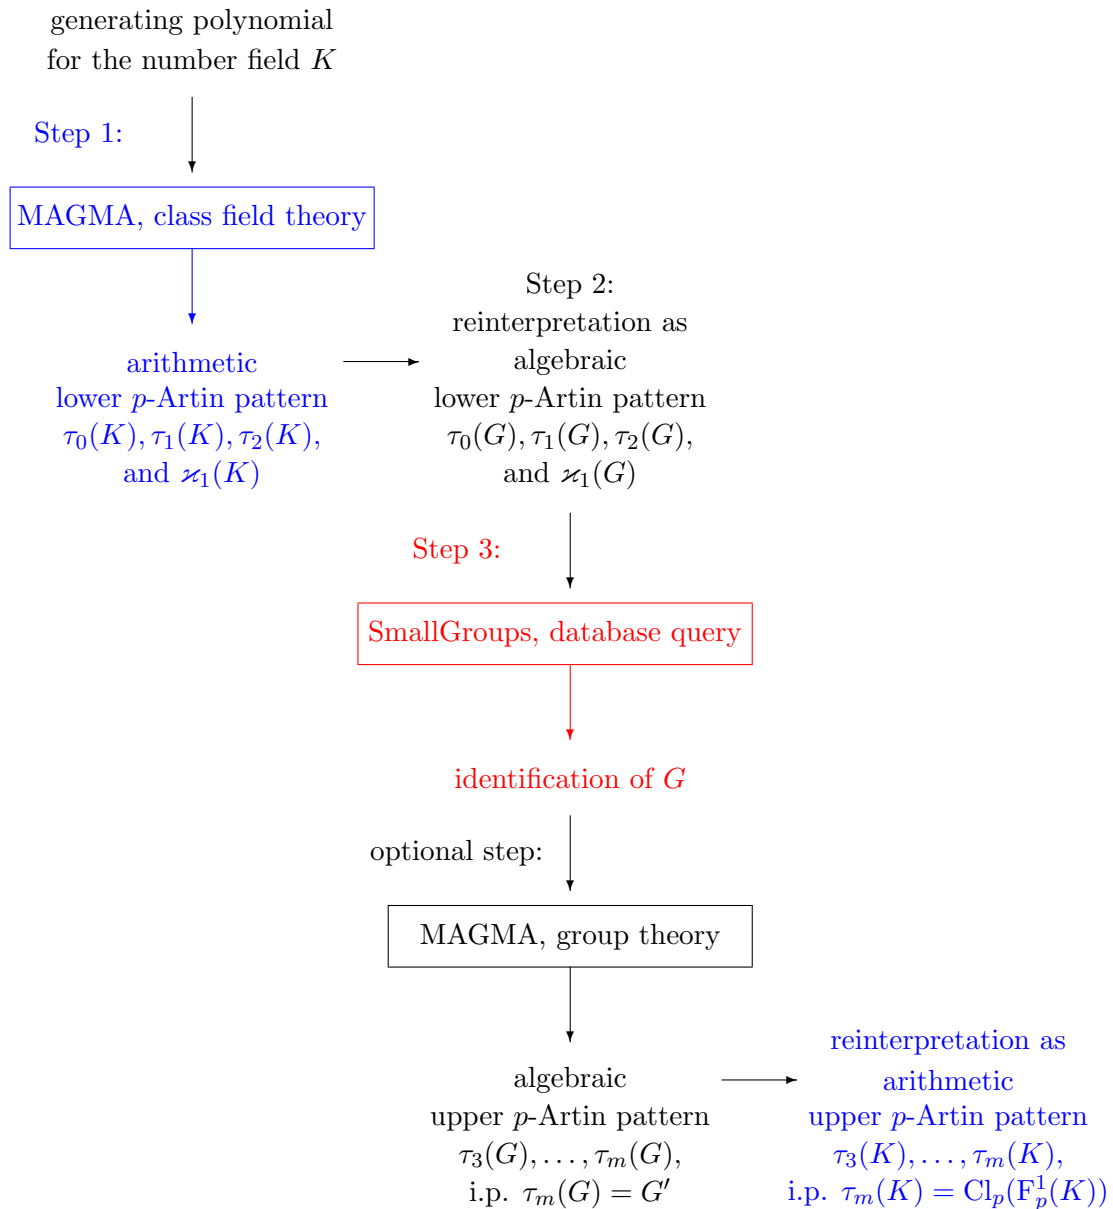 generating polynomial
for the number field K
Step 1:
MAGMA, class field theory
arithmetic
lower p-Artin pattern
τ₀(K), τ₁(K), τ₂(K),
and ϰ₁(K)
Step 2:
reinterpretation as
algebraic
lower p-Artin pattern
τ₀(G), τ₁(G), τ₂(G),
and ϰ₁(G)
Step 3:
SmallGroups, database query
identification of G
optional step:
MAGMA, group theory
algebraic
upper p-Artin pattern
τ₃(G), . . . , τₘ(G),
i.p. τₘ(G) = G′
reinterpretation as
arithmetic
upper p-Artin pattern
τ₃(K), . . . , τₘ(K),
i.p. τₘ(K) = Clₚ(F¹ₚ(K))